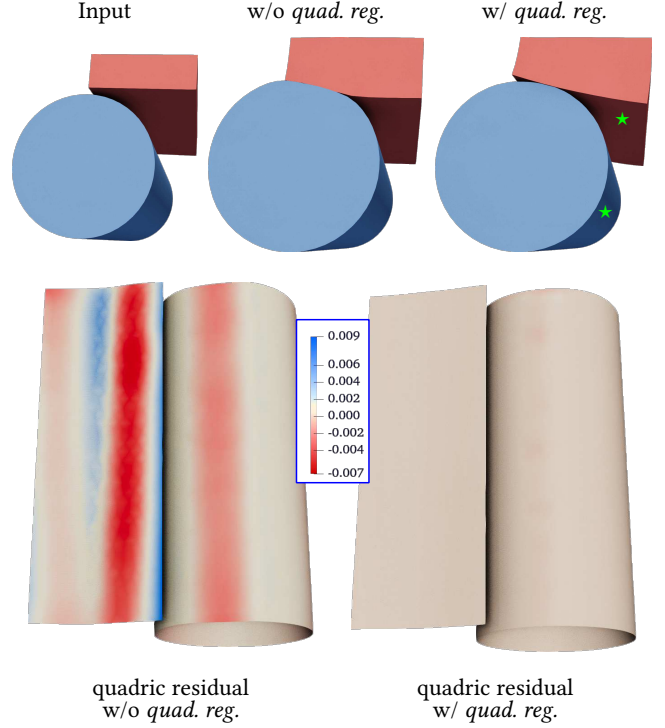 Input
w/o quad. reg.
w/ quad. reg.
0.009
0.006
0.004
0.002
0.000
-0.002
-0.004
-0.007
quadric residual
w/o quad. reg.
quadric residual
w/ quad. reg.